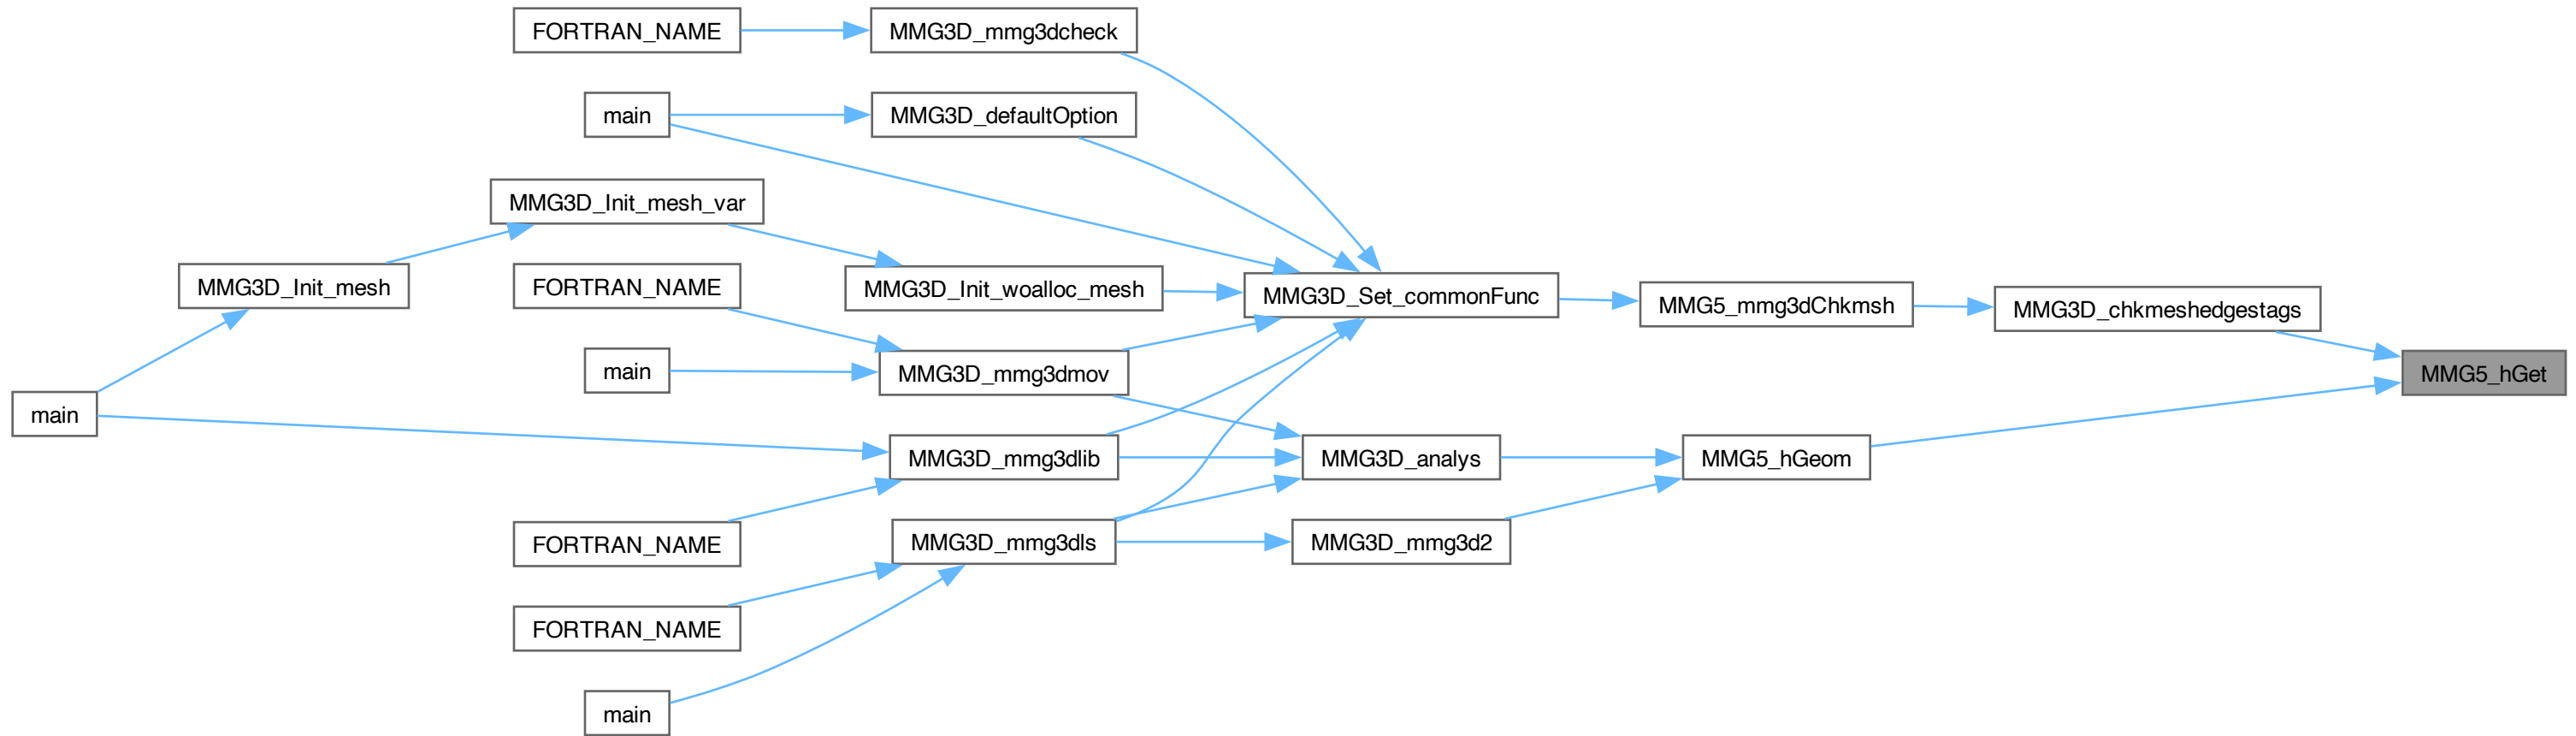 FORTRAN_NAME
MMG3D_mmg3dcheck
main
MMG3D_defaultOption
MMG3D_Init_mesh_var
MMG3D_Init_mesh
FORTRAN_NAME
MMG3D_Init_woalloc_mesh
MMG3D_Set_commonFunc
MMG5_mmg3dChkmsh
MMG3D_chkmeshedgestags
main
MMG3D_mmg3dmov
MMG5_hGet
main
MMG3D_mmg3dlib
MMG3D_analys
MMG5_hGeom
FORTRAN_NAME
MMG3D_mmg3dls
MMG3D_mmg3d2
FORTRAN_NAME
main